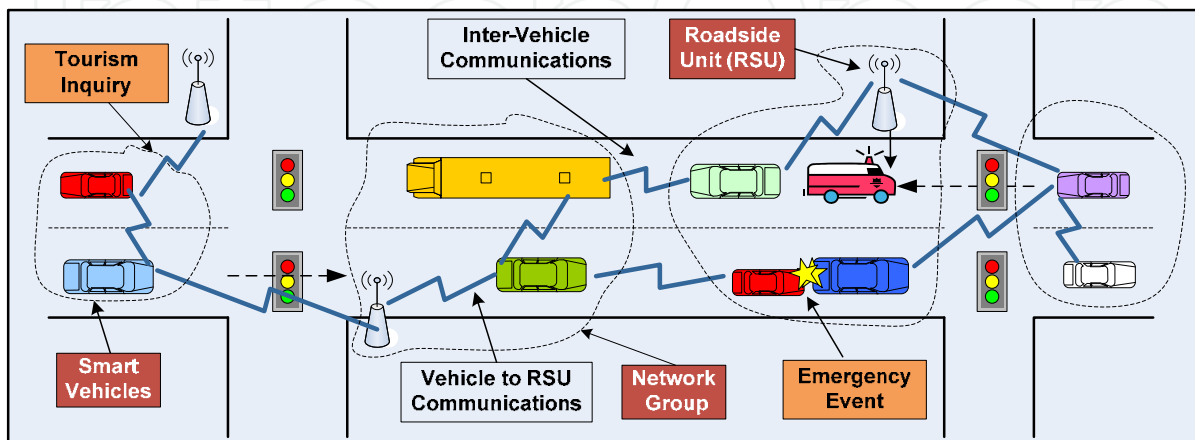 Tourism
Inquiry
Inter-Vehicle
Communications
Roadside
Unit (RSU)
Smart
Vehicles
Vehicle to RSU
Communications
Network
Group
Emergency
Event